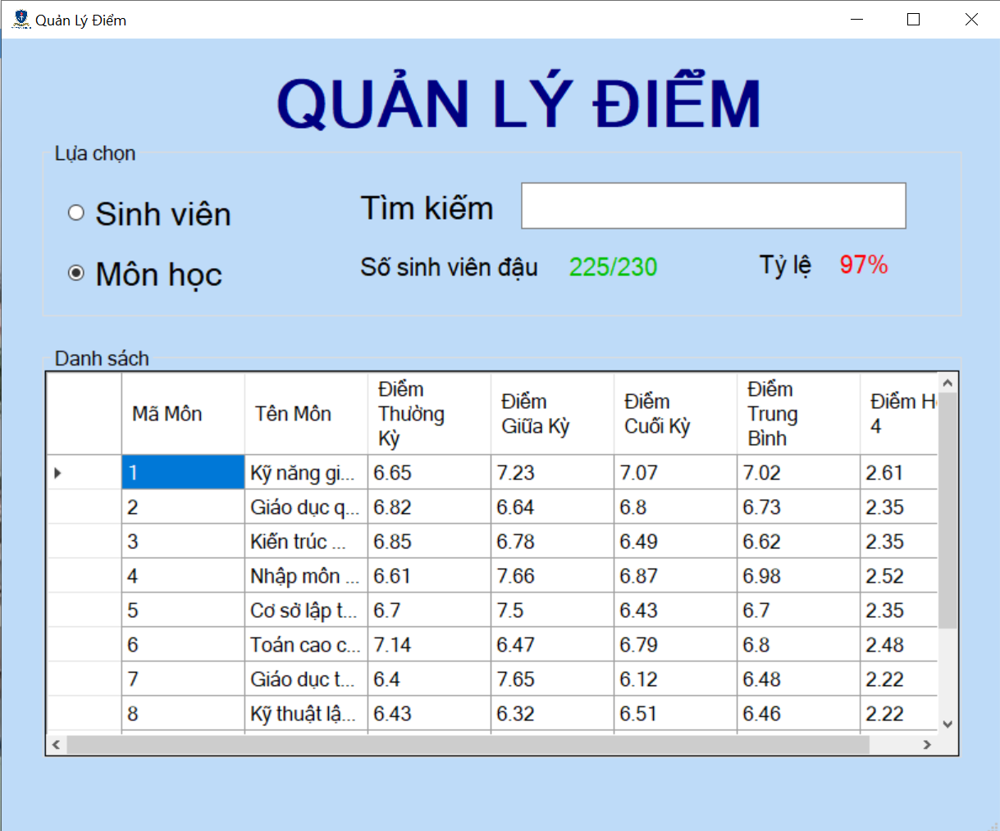 Quản Lý Điểm
QUẢN LÝ ĐIỂM
Lựa chọn
Sinh viên
Tìm kiếm
Môn học
Số sinh viên đậu 225/230 Tỷ lệ 97%
Danh sách
Mã Môn Tên Môn Điểm Thường Kỳ Điểm Giữa Kỳ Điểm Cuối Kỳ Điểm Trung Bình Điểm H 4
1 Kỹ năng gi... 6.65 7.23 7.07 7.02 2.61
2 Giáo dục q... 6.82 6.64 6.8 6.73 2.35
3 Kiến trúc ... 6.85 6.78 6.49 6.62 2.35
4 Nhập môn ... 6.61 7.66 6.87 6.98 2.52
5 Cơ sở lập t... 6.7 7.5 6.43 6.7 2.35
6 Toán cao c... 7.14 6.47 6.79 6.8 2.48
7 Giáo dục t... 6.4 7.65 6.12 6.48 2.22
8 Kỹ thuật lậ... 6.43 6.32 6.51 6.46 2.22